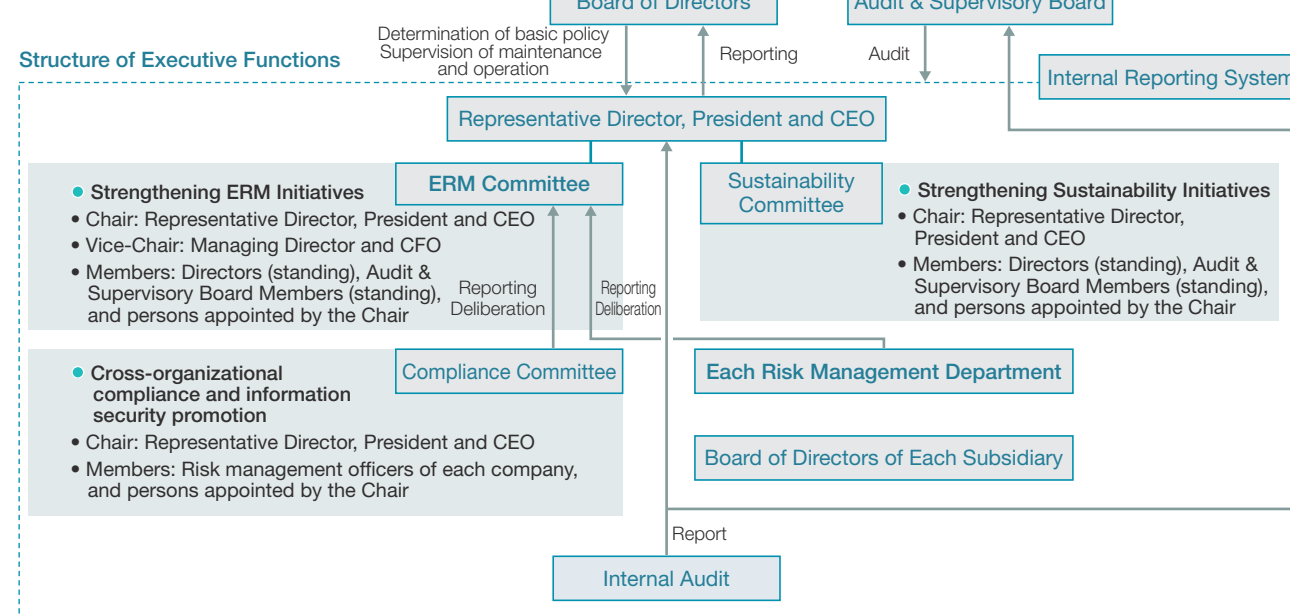 Board of Directors
Audit & Supervisory Board
Determination of basic policy
Supervision of maintenance
and operation
Reporting
Audit
Structure of Executive Functions
Internal Reporting System
Representative Director, President and CEO
ERM Committee
• Strengthening ERM Initiatives
• Chair: Representative Director, President and CEO
• Vice-Chair: Managing Director and CFO
• Members: Directors (standing), Audit &
Supervisory Board Members (standing),
and persons appointed by the Chair
Reporting
Deliberation
Reporting
Deliberation
Sustainability
Committee
• Strengthening Sustainability Initiatives
• Chair: Representative Director,
President and CEO
• Members: Directors (standing), Audit &
Supervisory Board Members (standing),
and persons appointed by the Chair
Compliance Committee
• Cross-organizational
compliance and information
security promotion
• Chair: Representative Director, President and CEO
• Members: Risk management officers of each company,
and persons appointed by the Chair
Each Risk Management Department
Board of Directors of Each Subsidiary
Report
Internal Audit